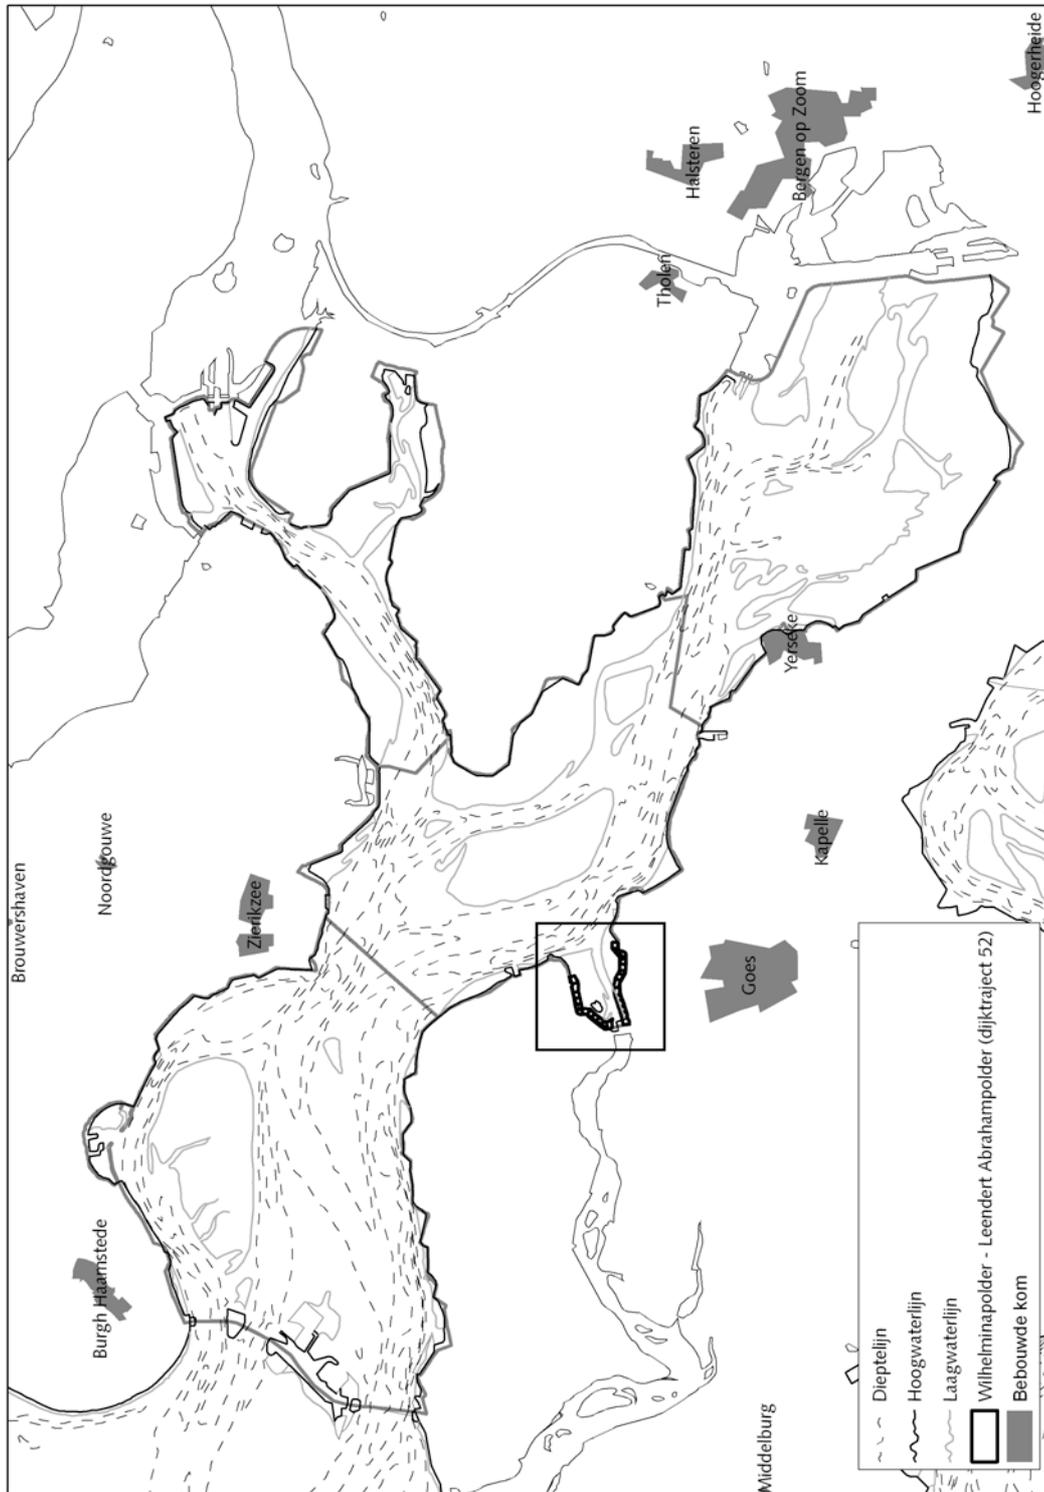 Brouwershaven
Noordgouwe
Zierikzee
Burgh Haamstede
Middelburg
Goes
Kapelle
Yerseke
Tholen
Halsteren
Bergen op Zoom
Hoogerheide
Dieptelijn
Hoogwaterlijn
Laagwaterlijn
Wilhelminapolder - Leendert Abrahampolder (dijktraject 52)
Bebouwde kom